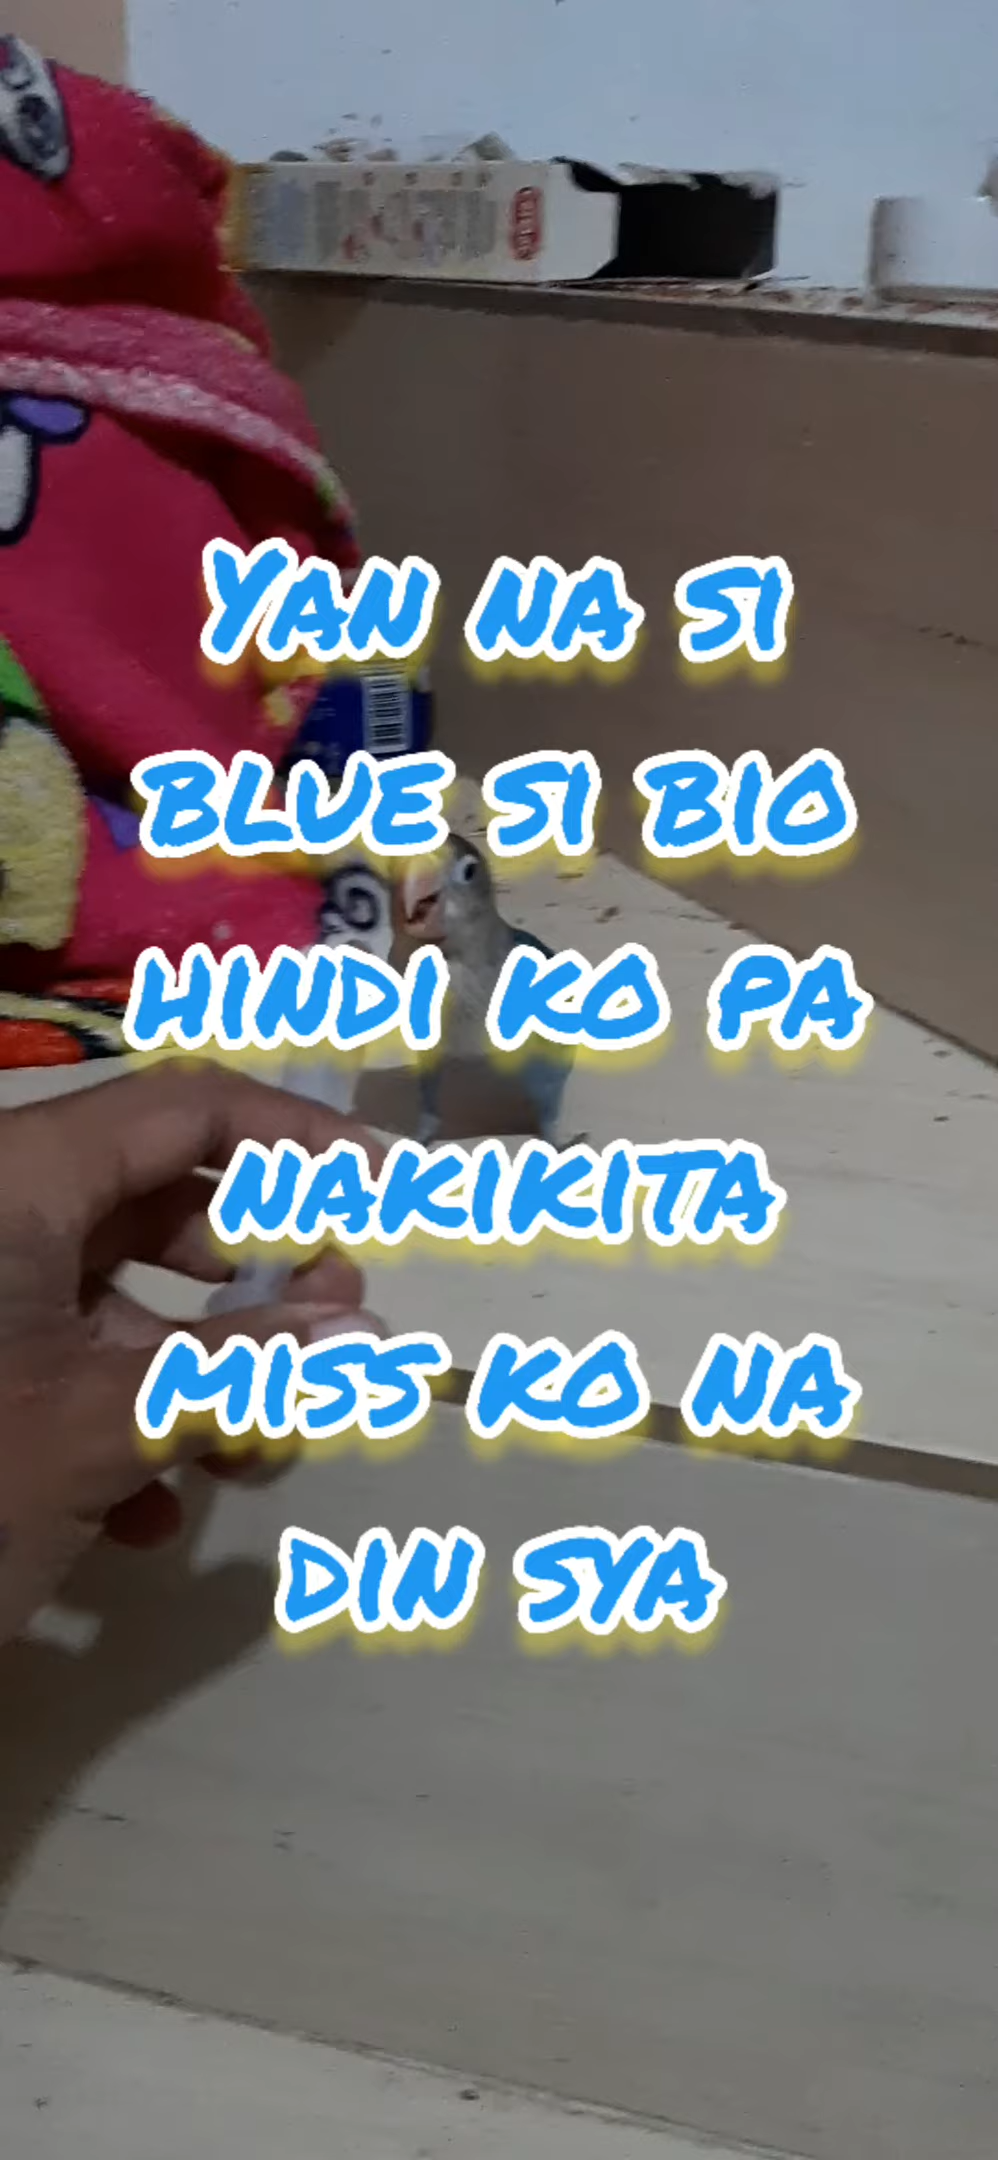 Yan na si
blue si bio
hindi ko pa
nakikita
miss ko na
din sya